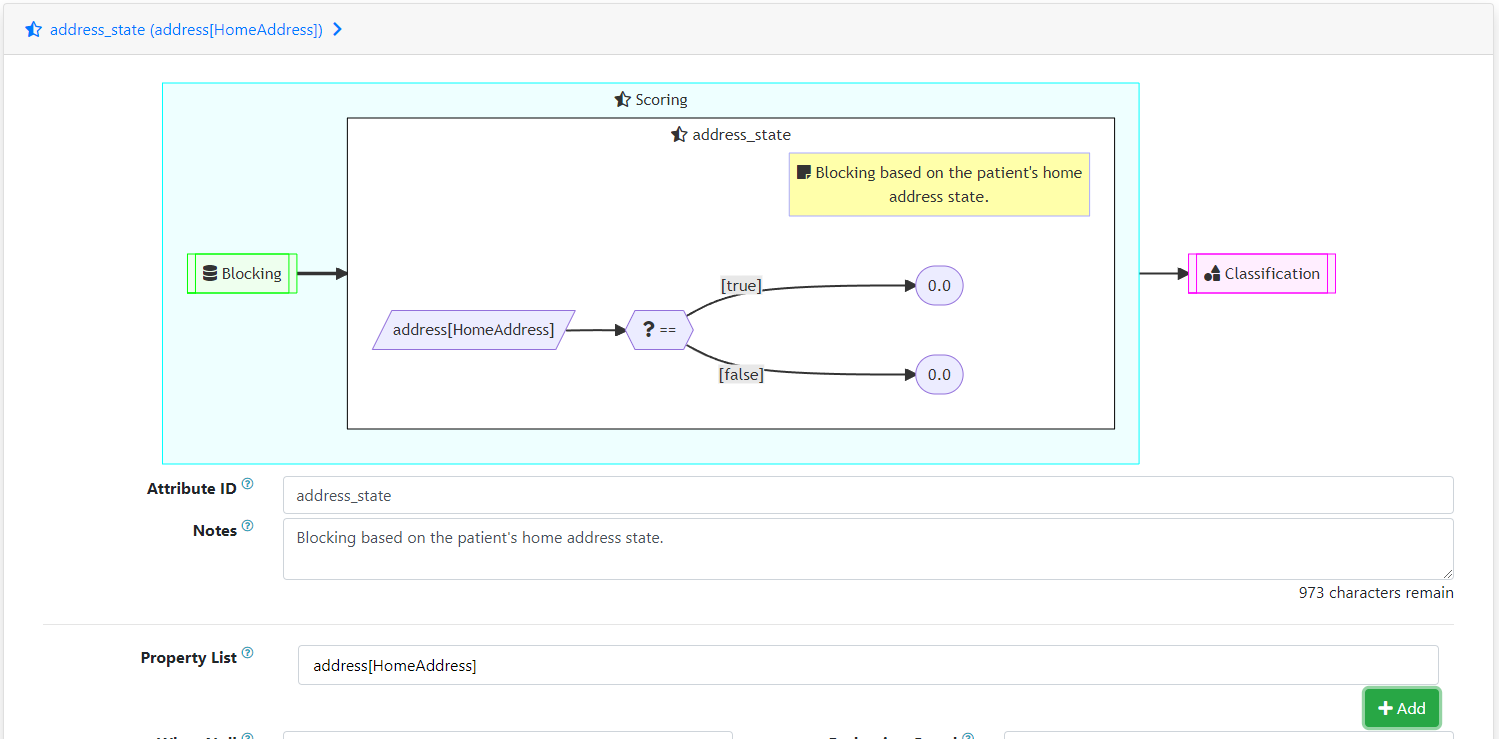 address_state (address[HomeAddress])
Scoring
address_state
Blocking based on the patient's home
address state.
Blocking
[true]
0.0
Classification
address[HomeAddress]
? ==
[false]
0.0
Attribute ID ?
address_state
Notes ?
Blocking based on the patient's home address state.
973 characters remain
Property List ?
address[HomeAddress]
+ Add